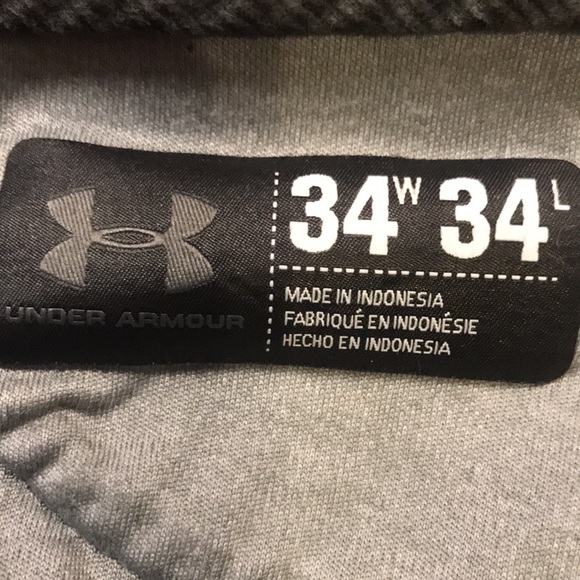 34W 34L
UNDER ARMOUR
MADE IN INDONESIA
FABRIQUÉ EN INDONÉSIE
HECHO EN INDONESIA